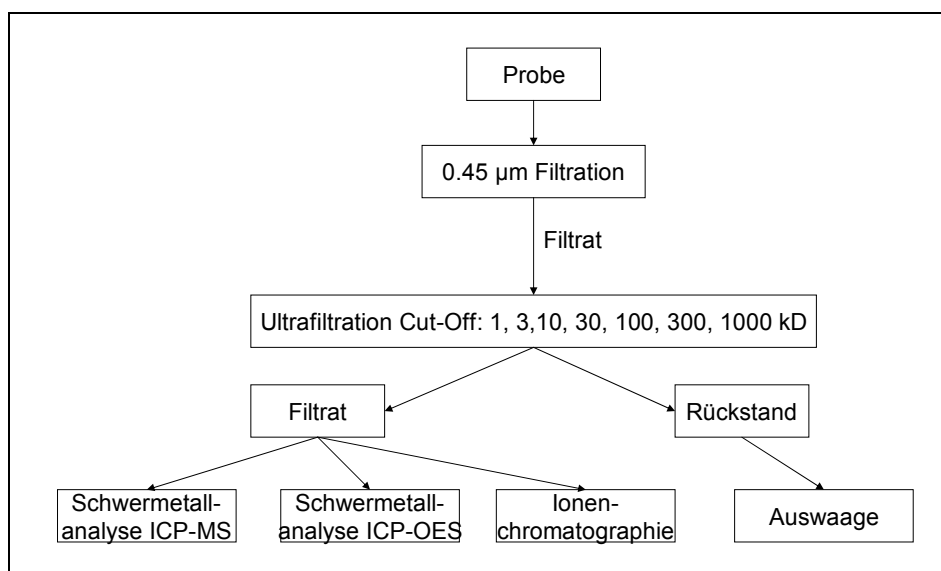 Probe
0.45 µm Filtration
Filtrat
Ultrafiltration Cut-Off: 1, 3,10, 30, 100, 300, 1000 kD
Filtrat
Rückstand
Schwermetall-
analyse ICP-MS
Schwermetall-
analyse ICP-OES
Ionen-
chromatographie
Auswaage